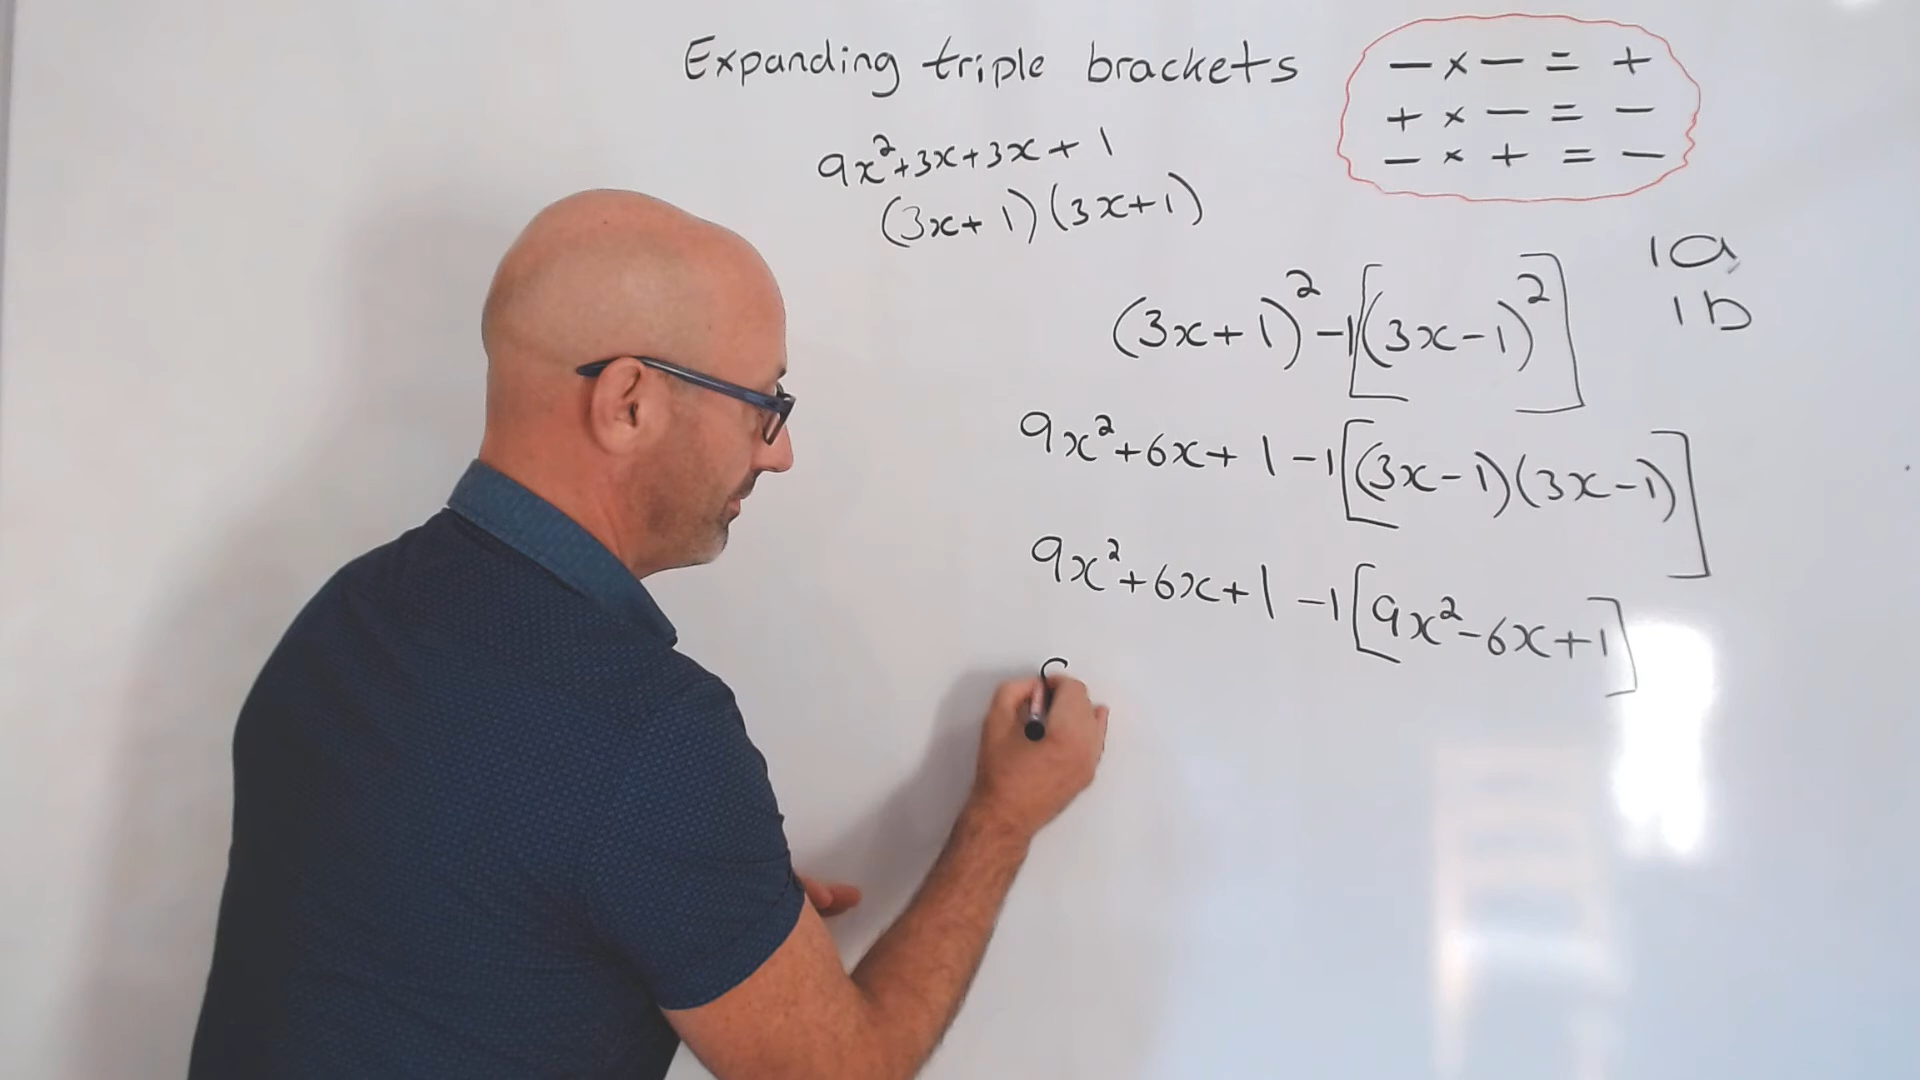 Expanding triple brackets
− × − = +
+ × − = −
− × + = −
9x²+3x+3x+1
(3x+1)(3x+1)
1a
1b
(3x+1)²−1[(3x−1)²]
9x²+6x+1−1[(3x−1)(3x−1)]
9x²+6x+1−1[9x²−6x+1]